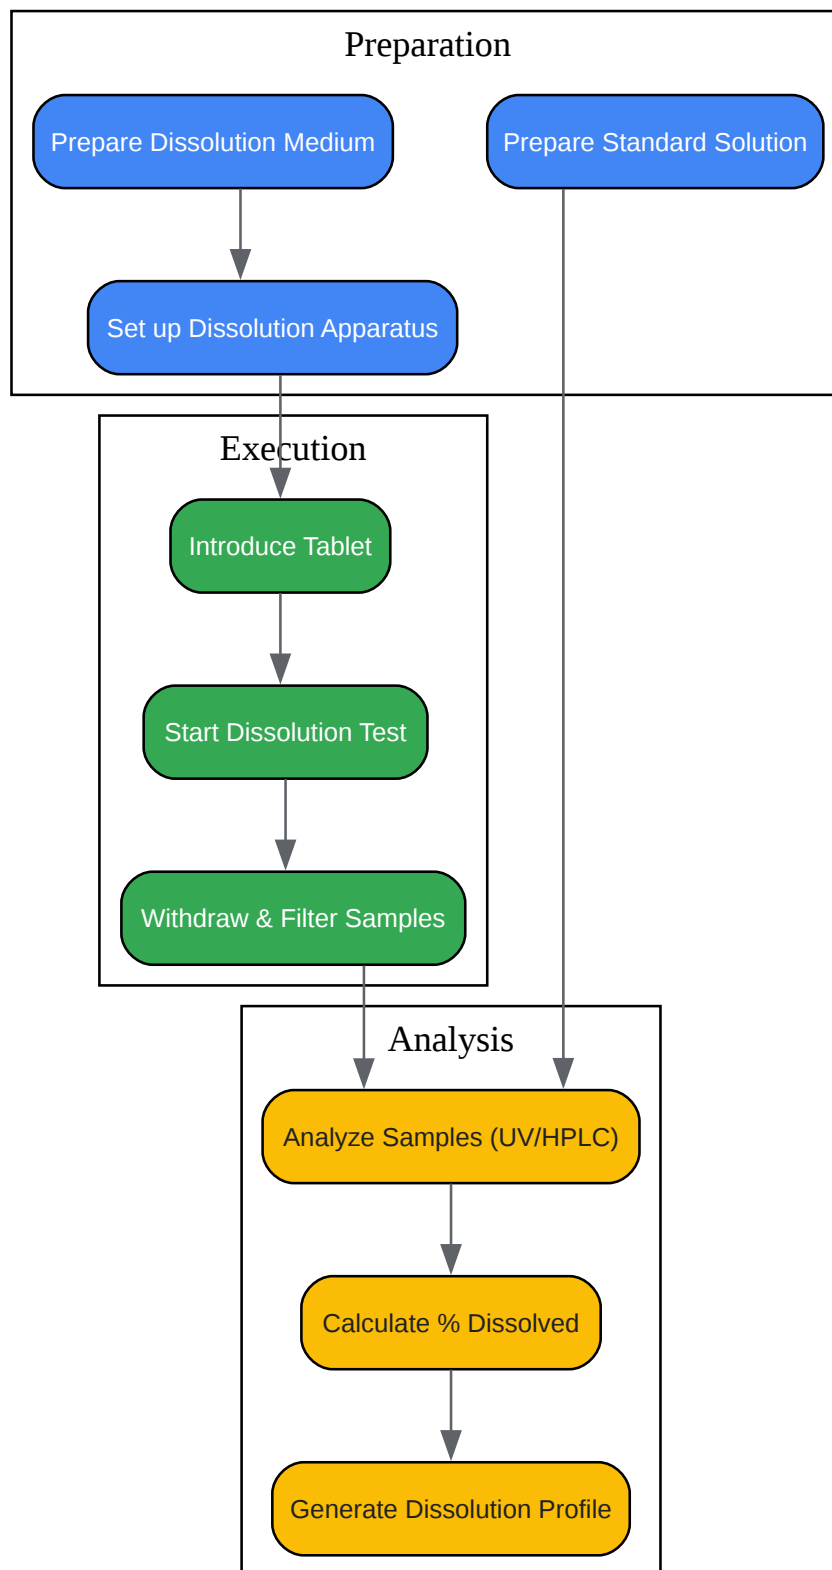 Preparation
Prepare Dissolution Medium
Prepare Standard Solution
Set up Dissolution Apparatus
Execution
Introduce Tablet
Start Dissolution Test
Withdraw & Filter Samples
Analysis
Analyze Samples (UV/HPLC)
Calculate % Dissolved
Generate Dissolution Profile